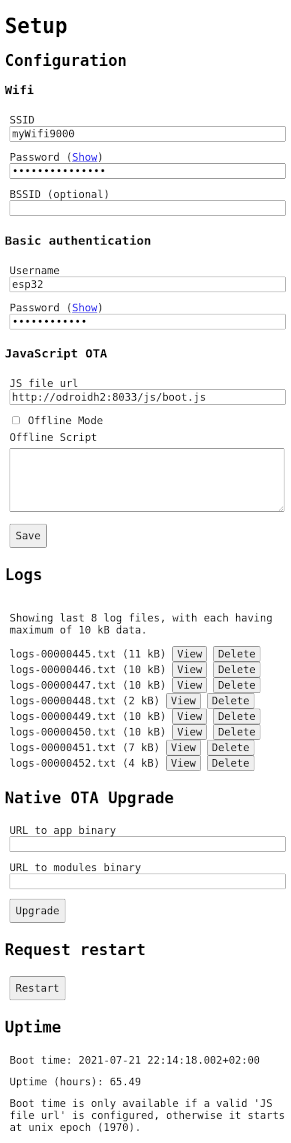 Setup
Configuration
Wifi
SSID
myWifi9000
Password (Show)
•••••••••••••••
BSSID (optional)
Basic authentication
Username
esp32
Password (Show)
••••••••••••
JavaScript OTA
JS file url
http://odroidh2:8033/js/boot.js
Offline Mode
Offline Script
Save
Logs
Showing last 8 log files, with each having
maximum of 10 kB data.
logs-00000445.txt (11 kB) View Delete
logs-00000446.txt (10 kB) View Delete
logs-00000447.txt (10 kB) View Delete
logs-00000448.txt (2 kB) View Delete
logs-00000449.txt (10 kB) View Delete
logs-00000450.txt (10 kB) View Delete
logs-00000451.txt (7 kB) View Delete
logs-00000452.txt (4 kB) View Delete
Native OTA Upgrade
URL to app binary
URL to modules binary
Upgrade
Request restart
Restart
Uptime
Boot time: 2021-07-21 22:14:18.002+02:00
Uptime (hours): 65.49
Boot time is only available if a valid 'JS
file url' is configured, otherwise it starts
at unix epoch (1970).